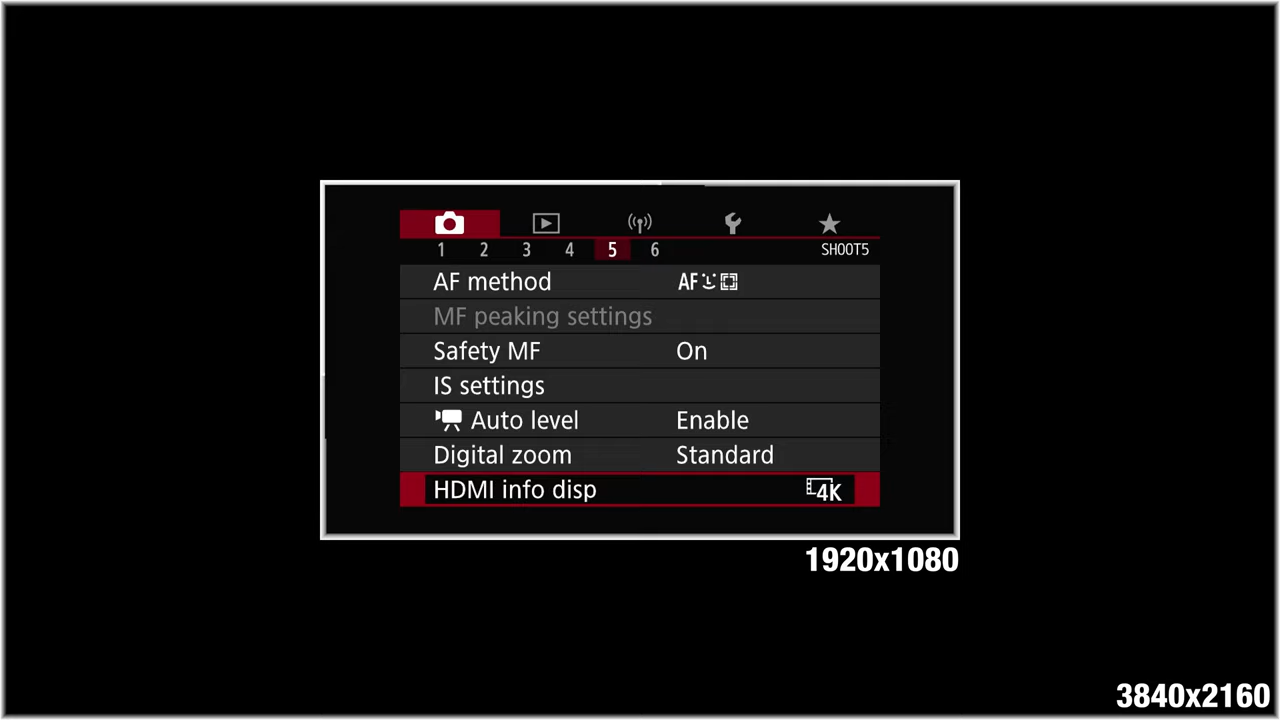 1 2 3 4 5 6 SHOOT5
AF method AF
MF peaking settings
Safety MF On
IS settings
Auto level Enable
Digital zoom Standard
HDMI info disp 4K
1920x1080
3840x2160